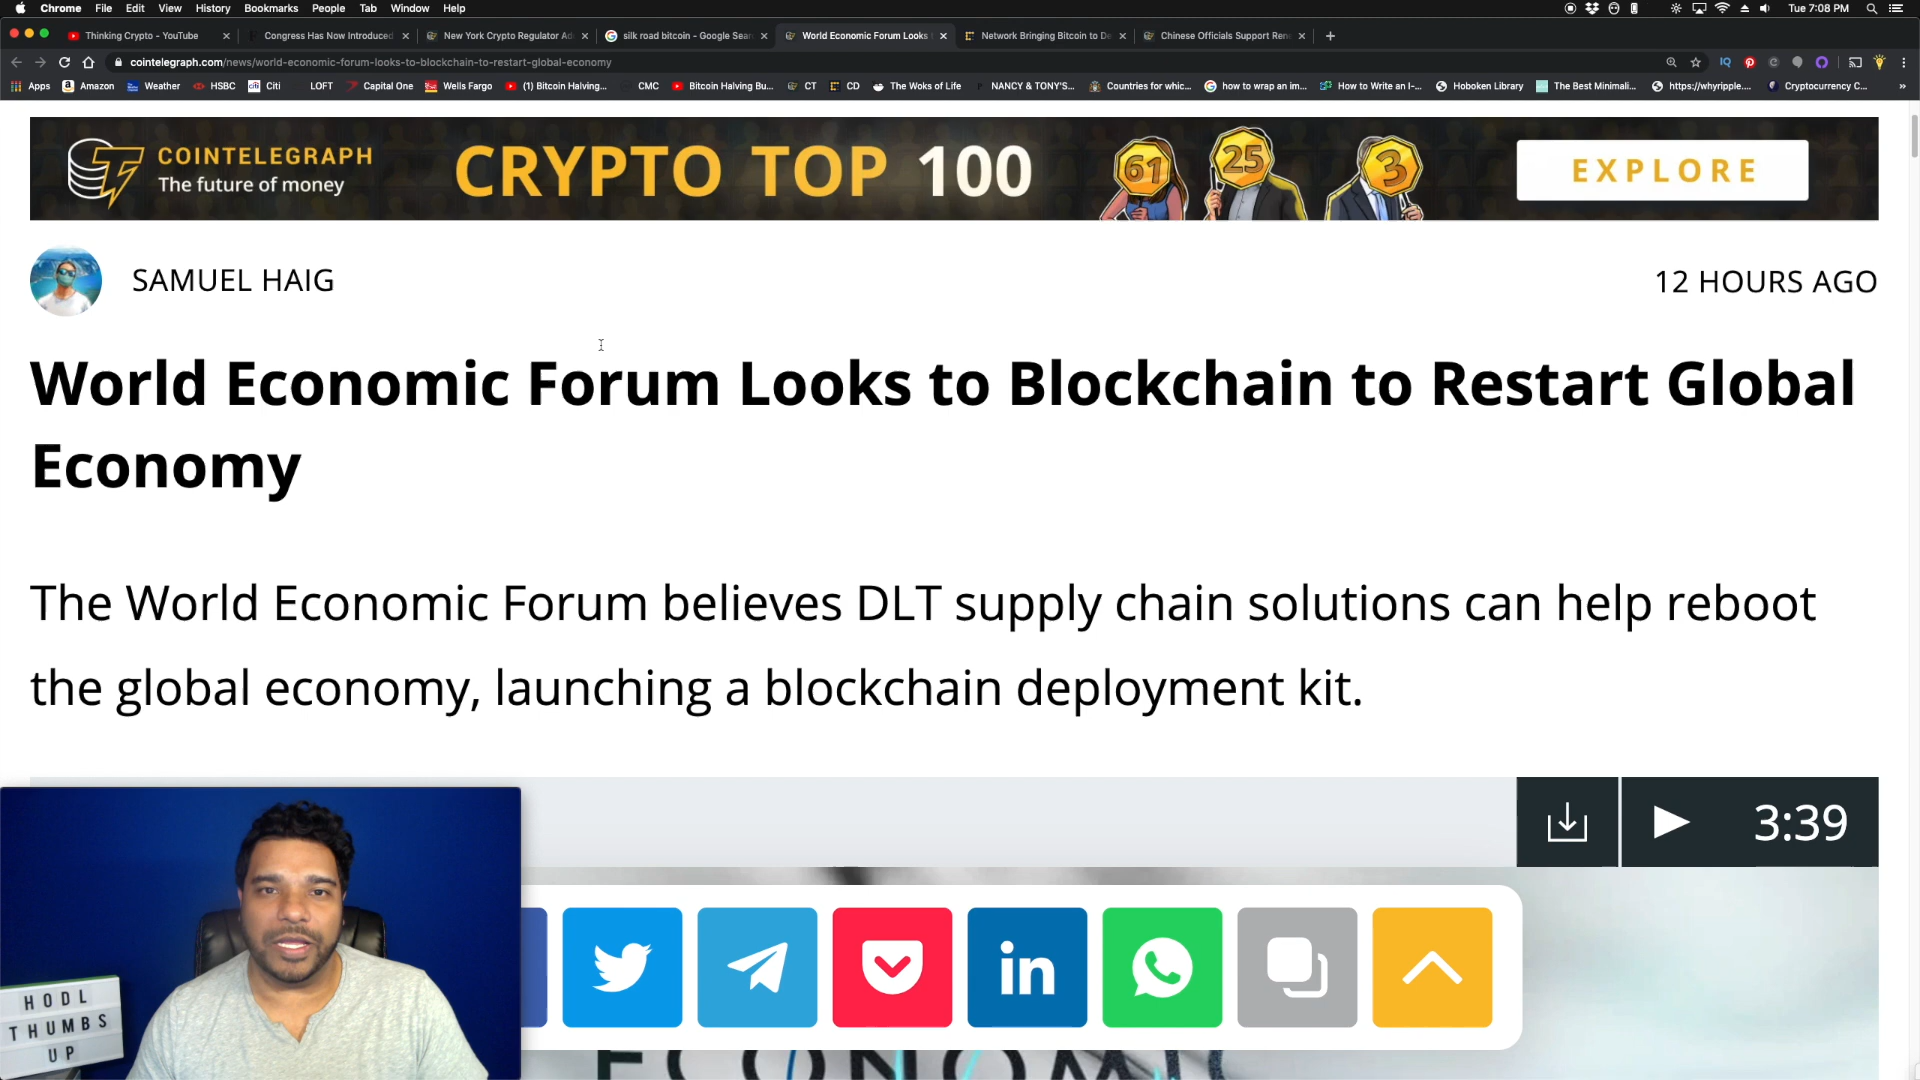 Chrome File Edit View History Bookmarks People Tab Window Help Tue 7:08 PM
Thinking Crypto - YouTube Congress Has Now Introduced New York Crypto Regulator Ad silk road bitcoin - Google Sear World Economic Forum Looks Network Bringing Bitcoin to De Chinese Officials Support Ren
cointelegraph.com/news/world-economic-forum-looks-to-blockchain-to-restart-global-economy
Apps Amazon Weather HSBC citi Citi LOFT Capital One Wells Fargo (1) Bitcoin Halving... CMC Bitcoin Halving Bu... CT CD The Woks of Life NANCY & TONY'S... Countries for whic... how to wrap an im... How to Write an I-... Hoboken Library The Best Minimali... https://whyripple.... Cryptocurrency C... »
COINTELEGRAPH
The future of money
CRYPTO TOP 100
61 25 3
EXPLORE
SAMUEL HAIG
12 HOURS AGO
World Economic Forum Looks to Blockchain to Restart Global
Economy
The World Economic Forum believes DLT supply chain solutions can help reboot
the global economy, launching a blockchain deployment kit.
3:39
in
HODL
THUMBS
UP
ECONOMIC